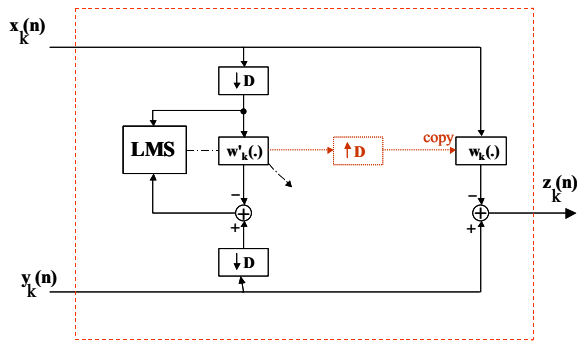 x_k(n)
↓D
LMS
w'_k(.)
↑D
copy
w_k(.)
−
+
+
−
+
+
z_k(n)
↓D
y_k(n)